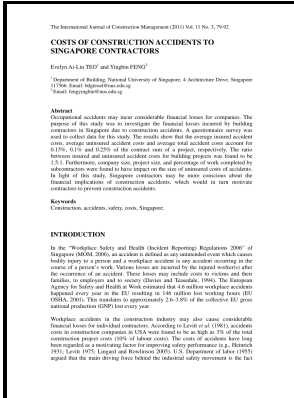 The International Journal of Construction Management (2011) Vol. 11 No. 3, 79-92
COSTS OF CONSTRUCTION ACCIDENTS TO
SINGAPORE CONTRACTORS
Evelyn Ai-Lin TEO¹ and Yingbin FENG²
¹ Department of Building, National University of Singapore, 4 Architecture Drive, Singapore
117566; Email: bdgteoal@nus.edu.sg
² Email: fengyingbin@nus.edu.sg
Abstract
Occupational accidents may incur considerable financial losses for companies. The
purpose of this study was to investigate the financial losses incurred by building
contractors in Singapore due to construction accidents. A questionnaire survey was
used to collect data for this study. The results show that the average insured accident
costs, average uninsured accident costs and average total accident costs account for
0.15%, 0.1% and 0.25% of the contract sum of a project, respectively. The ratio
between insured and uninsured accident costs for building projects was found to be
1.5:1. Furthermore, company size, project size, and percentage of work completed by
subcontractors were found to have impact on the size of uninsured costs of accidents.
In light of this study, Singapore contractors may be more conscious about the
financial implications of construction accidents, which would in turn motivate
contractors to prevent construction accidents.
Keywords
Construction, accidents, safety, costs, Singapore.
INTRODUCTION
In the "Workplace Safety and Health (Incident Reporting) Regulations 2006" of
Singapore (MOM, 2006), an accident is defined as any unintended event which causes
bodily injury to a person and a workplace accident is any accident occurring in the
course of a person's work. Various losses are incurred by the injured worker(s) after
the occurrence of an accident. These losses may include costs to victims and their
families, to employers and to society (Davies and Teasdale, 1994). The European
Agency for Safety and Health at Work estimated that 4.6 million workplace accidents
happened every year in the EU resulting in 146 million lost working hours (EU
OSHA, 2001). This translates to approximately 2.6–3.8% of the collective EU gross
national production (GNP) lost every year.
Workplace accidents in the construction industry may also cause considerable
financial losses for individual contractors. According to Levitt et al. (1981), accidents
costs in construction companies in USA were found to be as high as 3% of the total
construction project costs (10% of labour costs). The costs of accidents have long
been regarded as a motivating factor for improving safety performance (e.g., Heinrich
1931; Levitt 1975; Lingard and Rowlinson 2005). U.S. Department of labor (1955)
argued that the main driving force behind the industrial safety movement is the fact